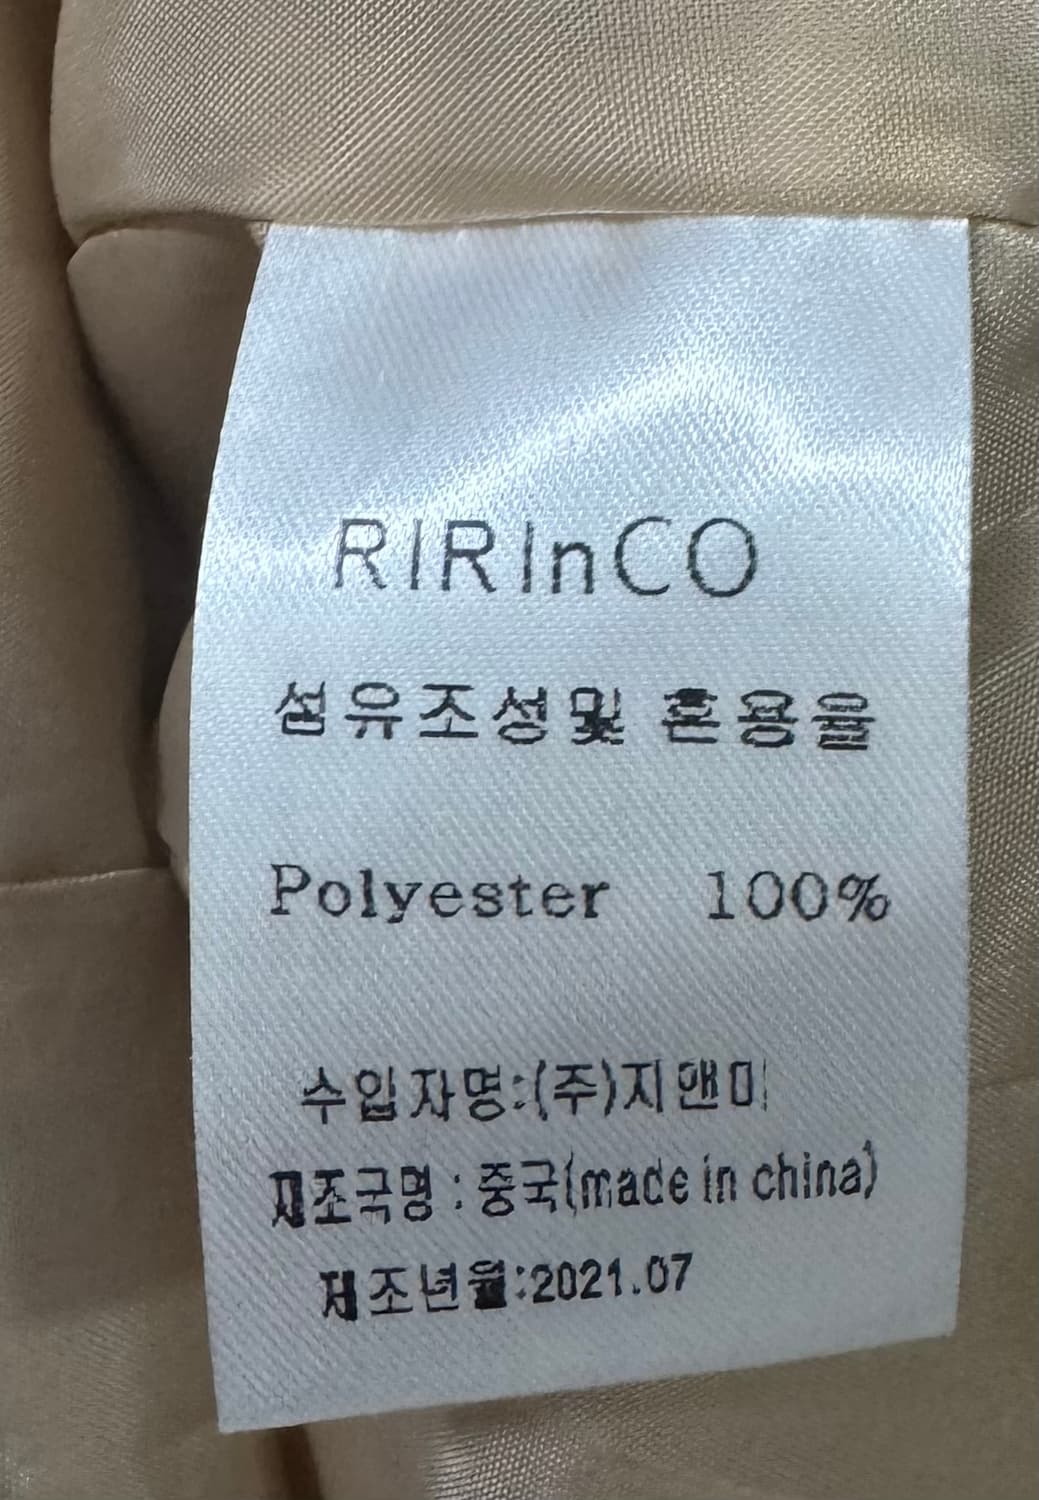 RIRInCO
섬유조성및 혼용율
Polyester 100%
수입자명:(주)지앤미
제조국명 : 중국(made in china)
제조년월:2021.07